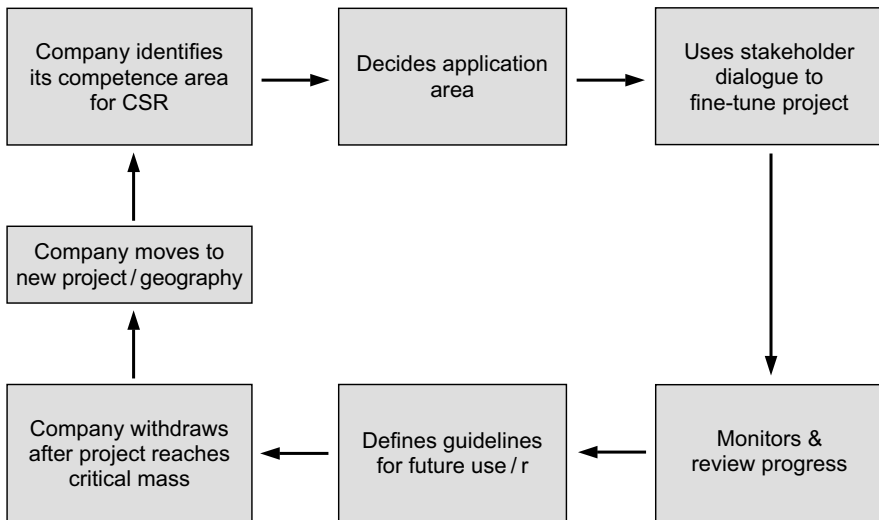 Company identifies
its competence area
for CSR
Decides application
area
Uses stakeholder
dialogue to
fine-tune project
Company moves to
new project / geography
Company withdraws
after project reaches
critical mass
Defines guidelines
for future use / r
Monitors &
review progress